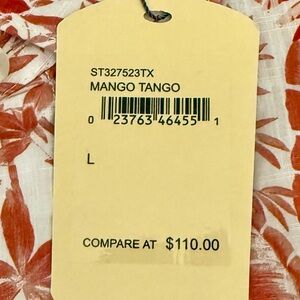 ST327523TX
MANGO TANGO
0 23763 46455 1
L
COMPARE AT $110.00